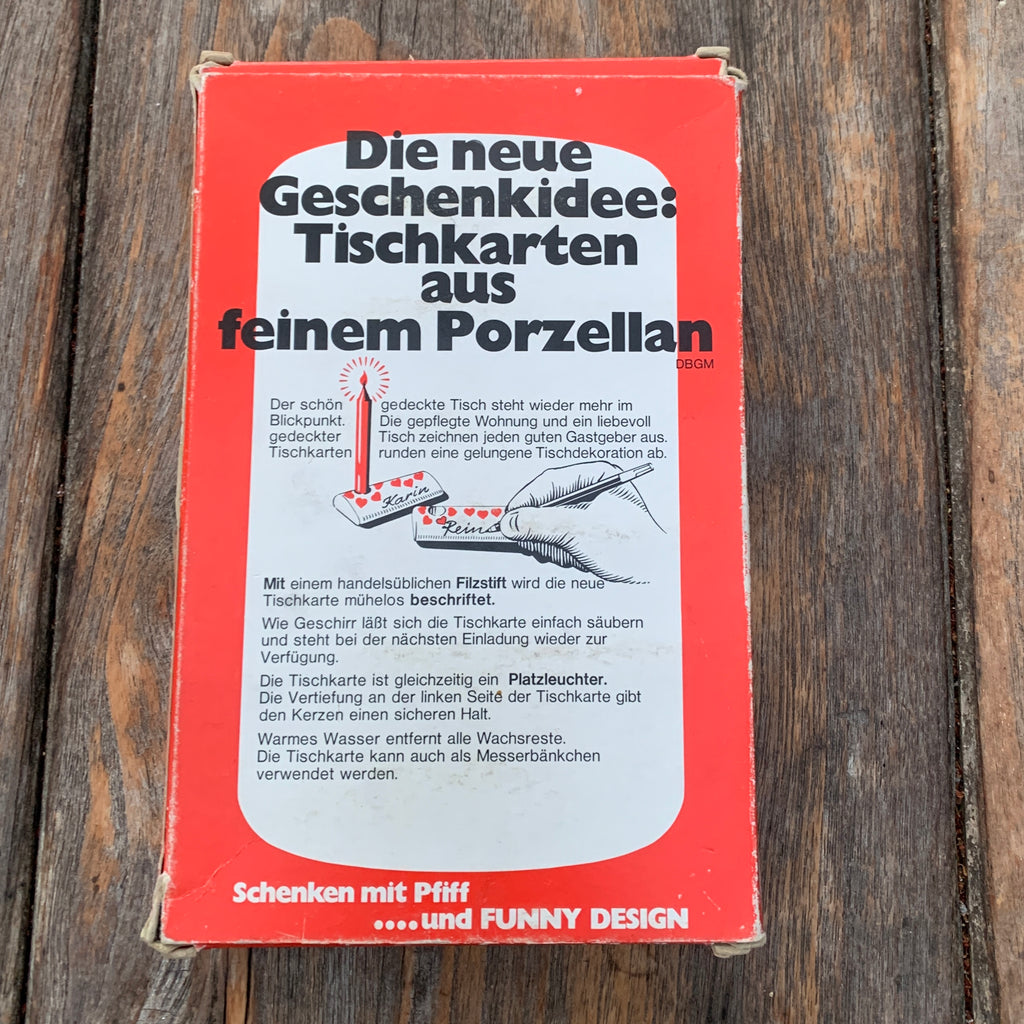 Die neue
Geschenkidee:
Tischkarten
aus
feinem Porzellan
DBGM
Der schön gedeckte Tisch steht wieder mehr im
Blickpunkt. Die gepflegte Wohnung und ein liebevoll
gedeckter Tisch zeichnen jeden guten Gastgeber aus.
Tischkarten runden eine gelungene Tischdekoration ab.
Karin
Rein
Mit einem handelsüblichen Filzstift wird die neue
Tischkarte mühelos beschriftet.
Wie Geschirr läßt sich die Tischkarte einfach säubern
und steht bei der nächsten Einladung wieder zur
Verfügung.
Die Tischkarte ist gleichzeitig ein Platzleuchter.
Die Vertiefung an der linken Seite der Tischkarte gibt
den Kerzen einen sicheren Halt.
Warmes Wasser entfernt alle Wachsreste.
Die Tischkarte kann auch als Messerbänkchen
verwendet werden.
Schenken mit Pfiff
....und FUNNY DESIGN